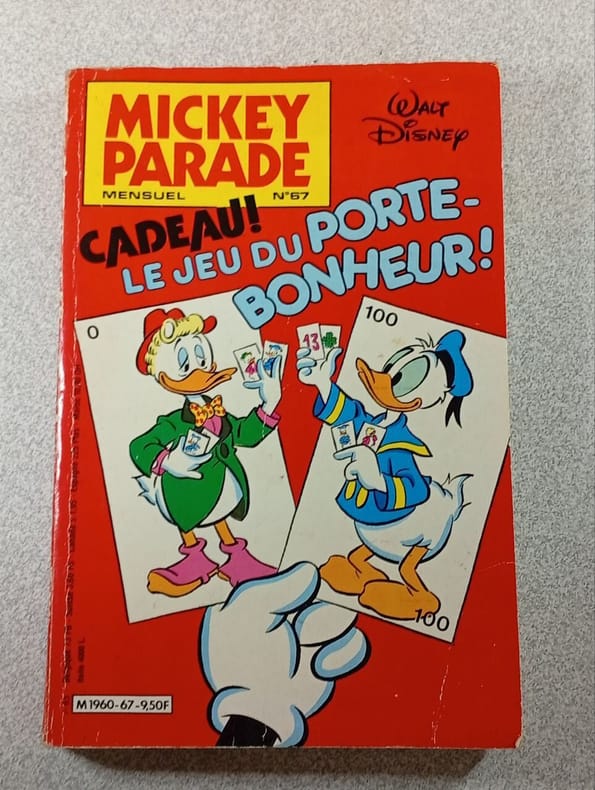 MICKEY
PARADE
MENSUEL N°67
WALT
DISNEY
CADEAU!
LE JEU DU PORTE-
BONHEUR!
0
100
13
100
M 1960-67-9,50F